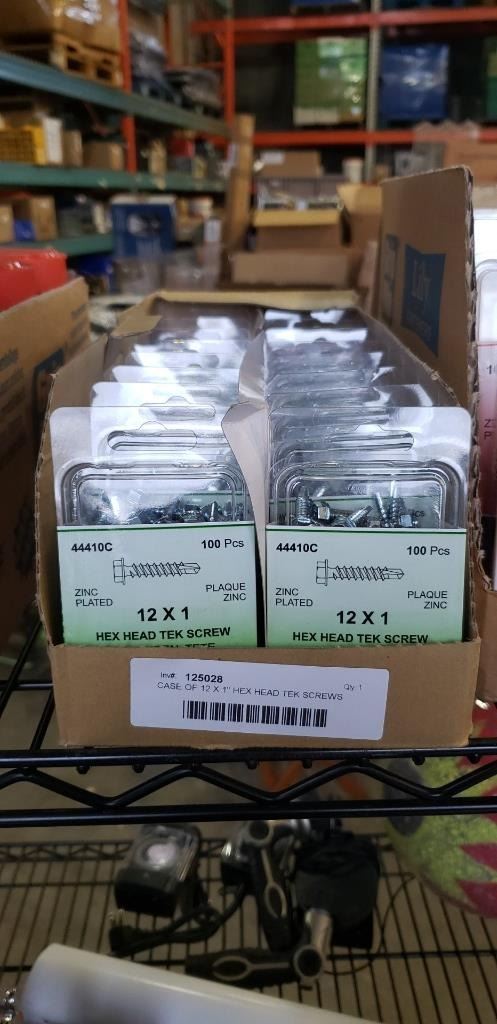 Lily
44410C 100 Pcs
ZINC PLATED
PLAQUE ZINC
12 X 1
HEX HEAD TEK SCREW
44410C 100 Pcs
ZINC PLATED
PLAQUE ZINC
12 X 1
HEX HEAD TEK SCREW
Inv#: 125028 Qty: 1
CASE OF 12 X 1" HEX HEAD TEK SCREWS